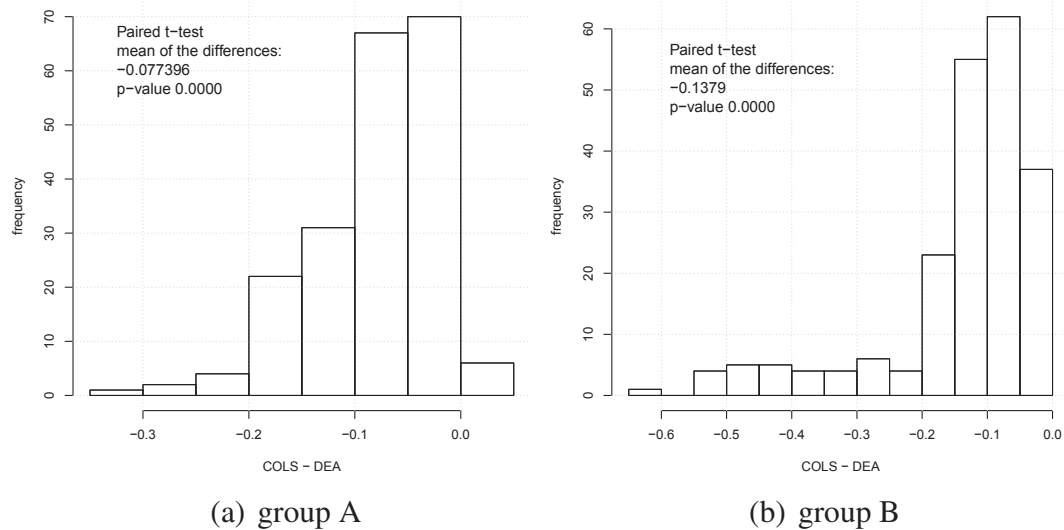 Paired t−test
mean of the differences:
−0.077396
p−value 0.0000
frequency
0
10
20
30
40
50
60
70
−0.3
−0.2
−0.1
0.0
COLS − DEA
(a) group A
Paired t−test
mean of the differences:
−0.1379
p−value 0.0000
frequency
0
10
20
30
40
50
60
−0.6
−0.5
−0.4
−0.3
−0.2
−0.1
0.0
COLS − DEA
(b) group B